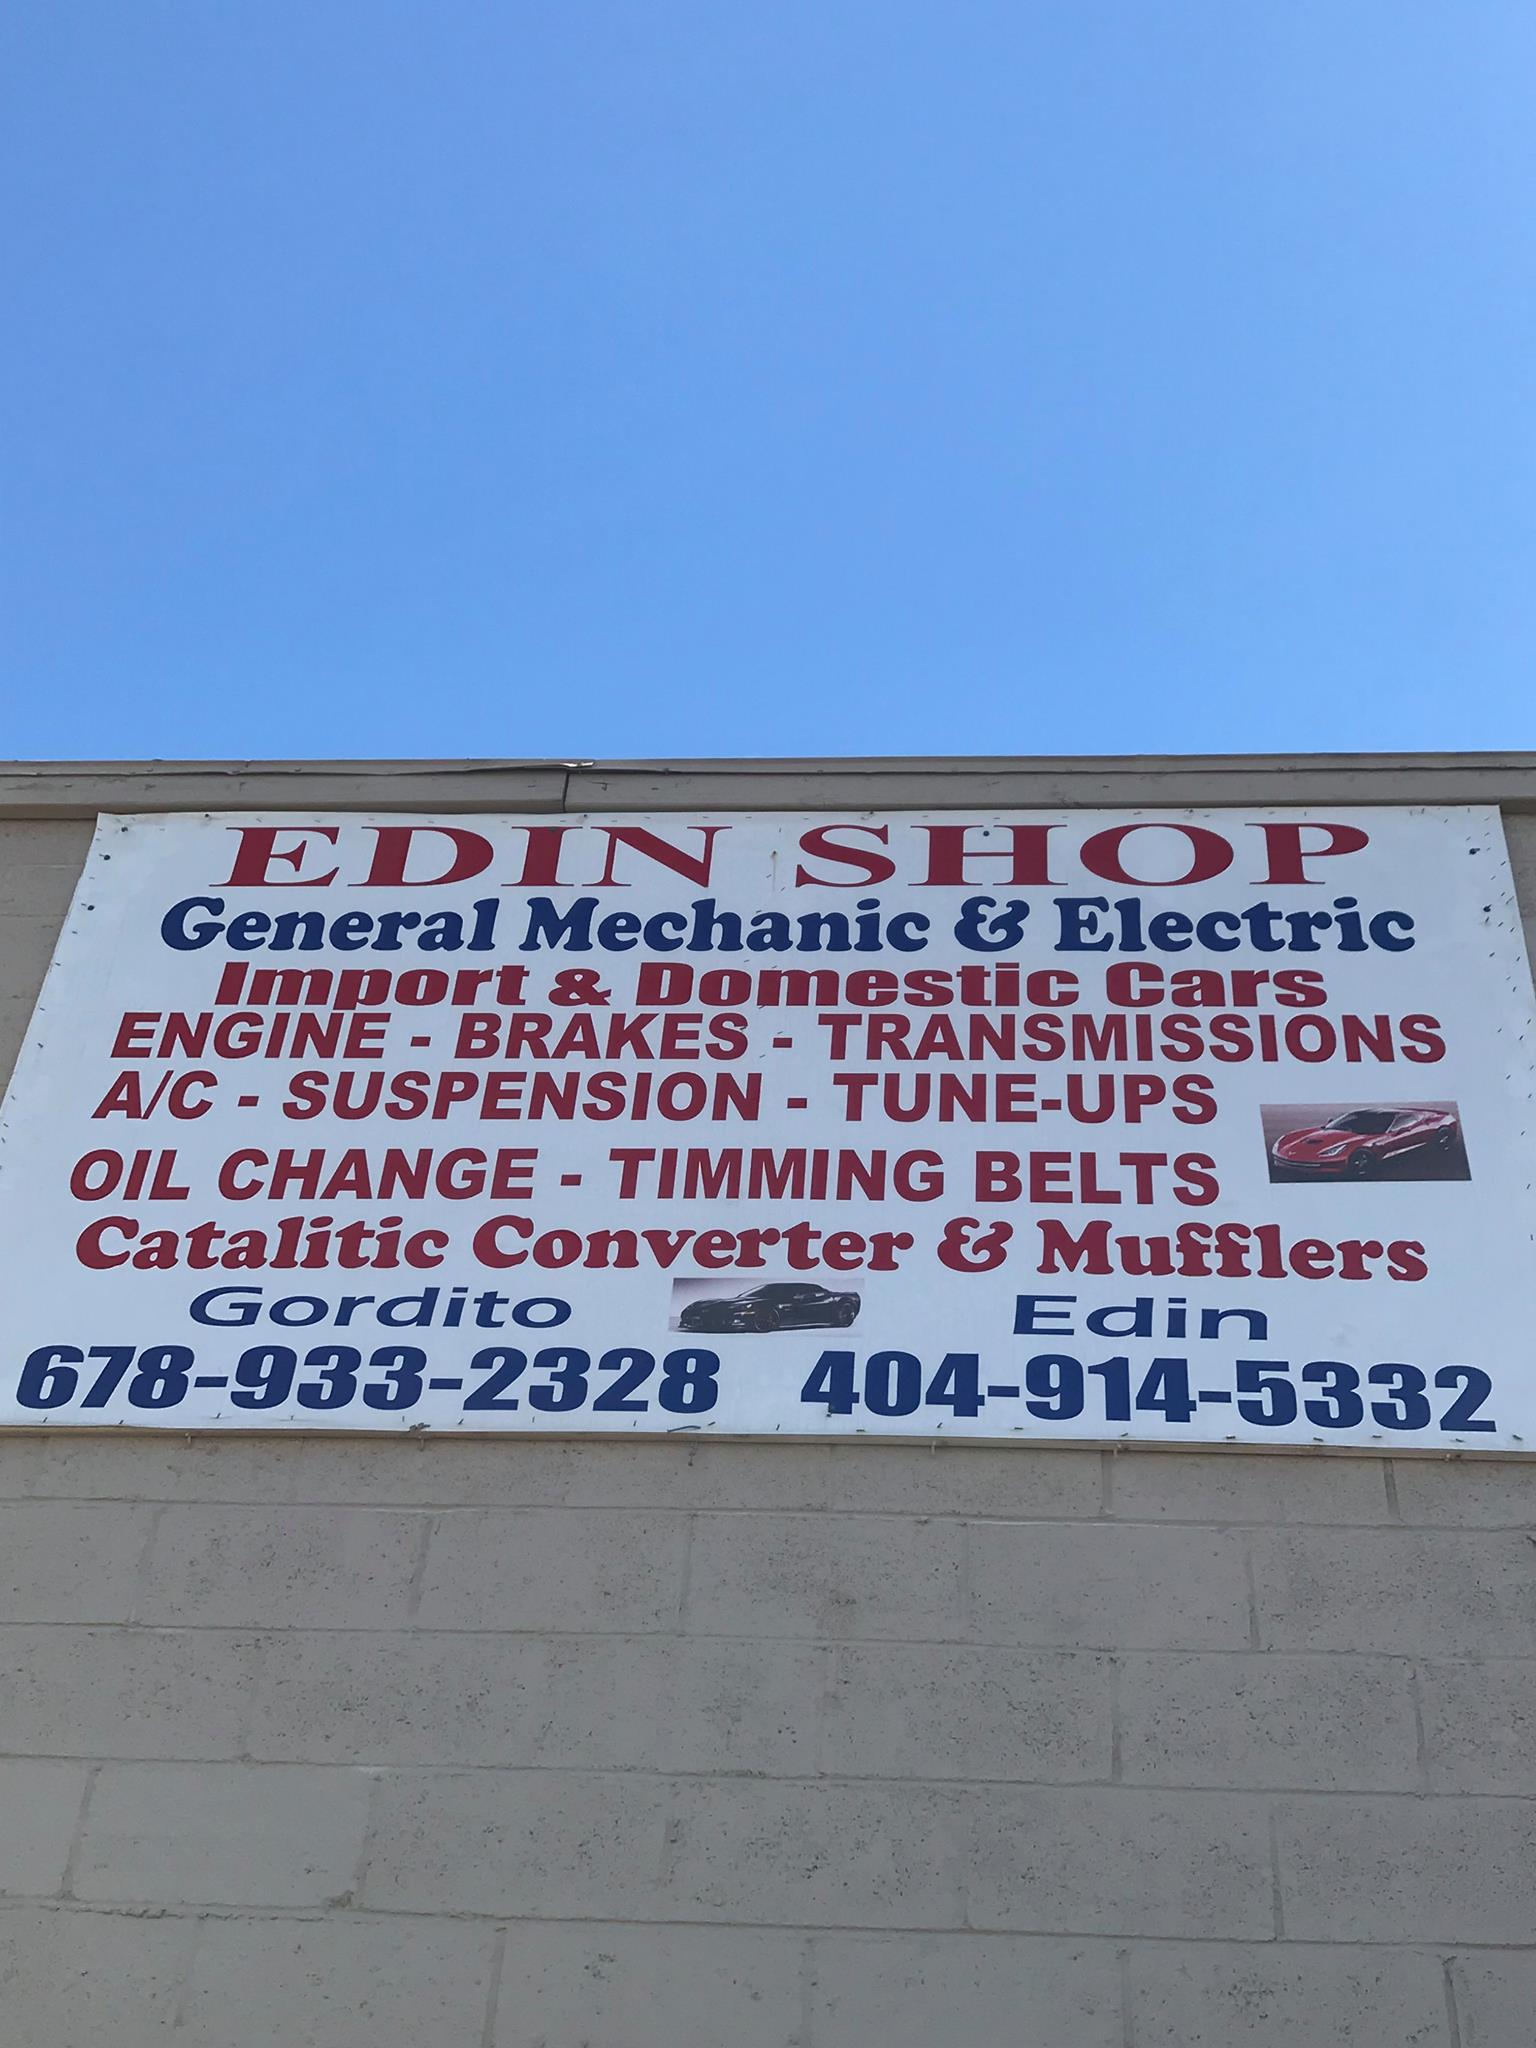 EDIN SHOP
General Mechanic & Electric
Import & Domestic Cars
ENGINE - BRAKES - TRANSMISSIONS
A/C - SUSPENSION - TUNE-UPS
OIL CHANGE - TIMMING BELTS
Catalitic Converter & Mufflers
Gordito Edin
678-933-2328 404-914-5332